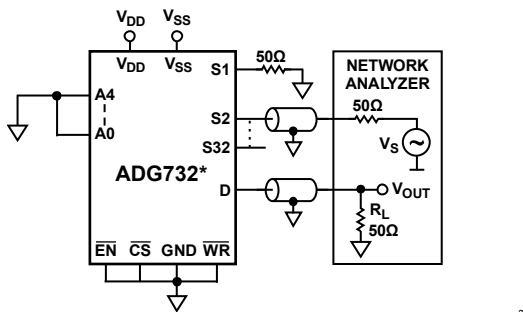 VDD VSS
VDD VSS
S1 50Ω
NETWORK
ANALYZER
A4
S2 50Ω
A0
VS
S32
ADG732*
D VOUT
RL
50Ω
EN CS GND WR